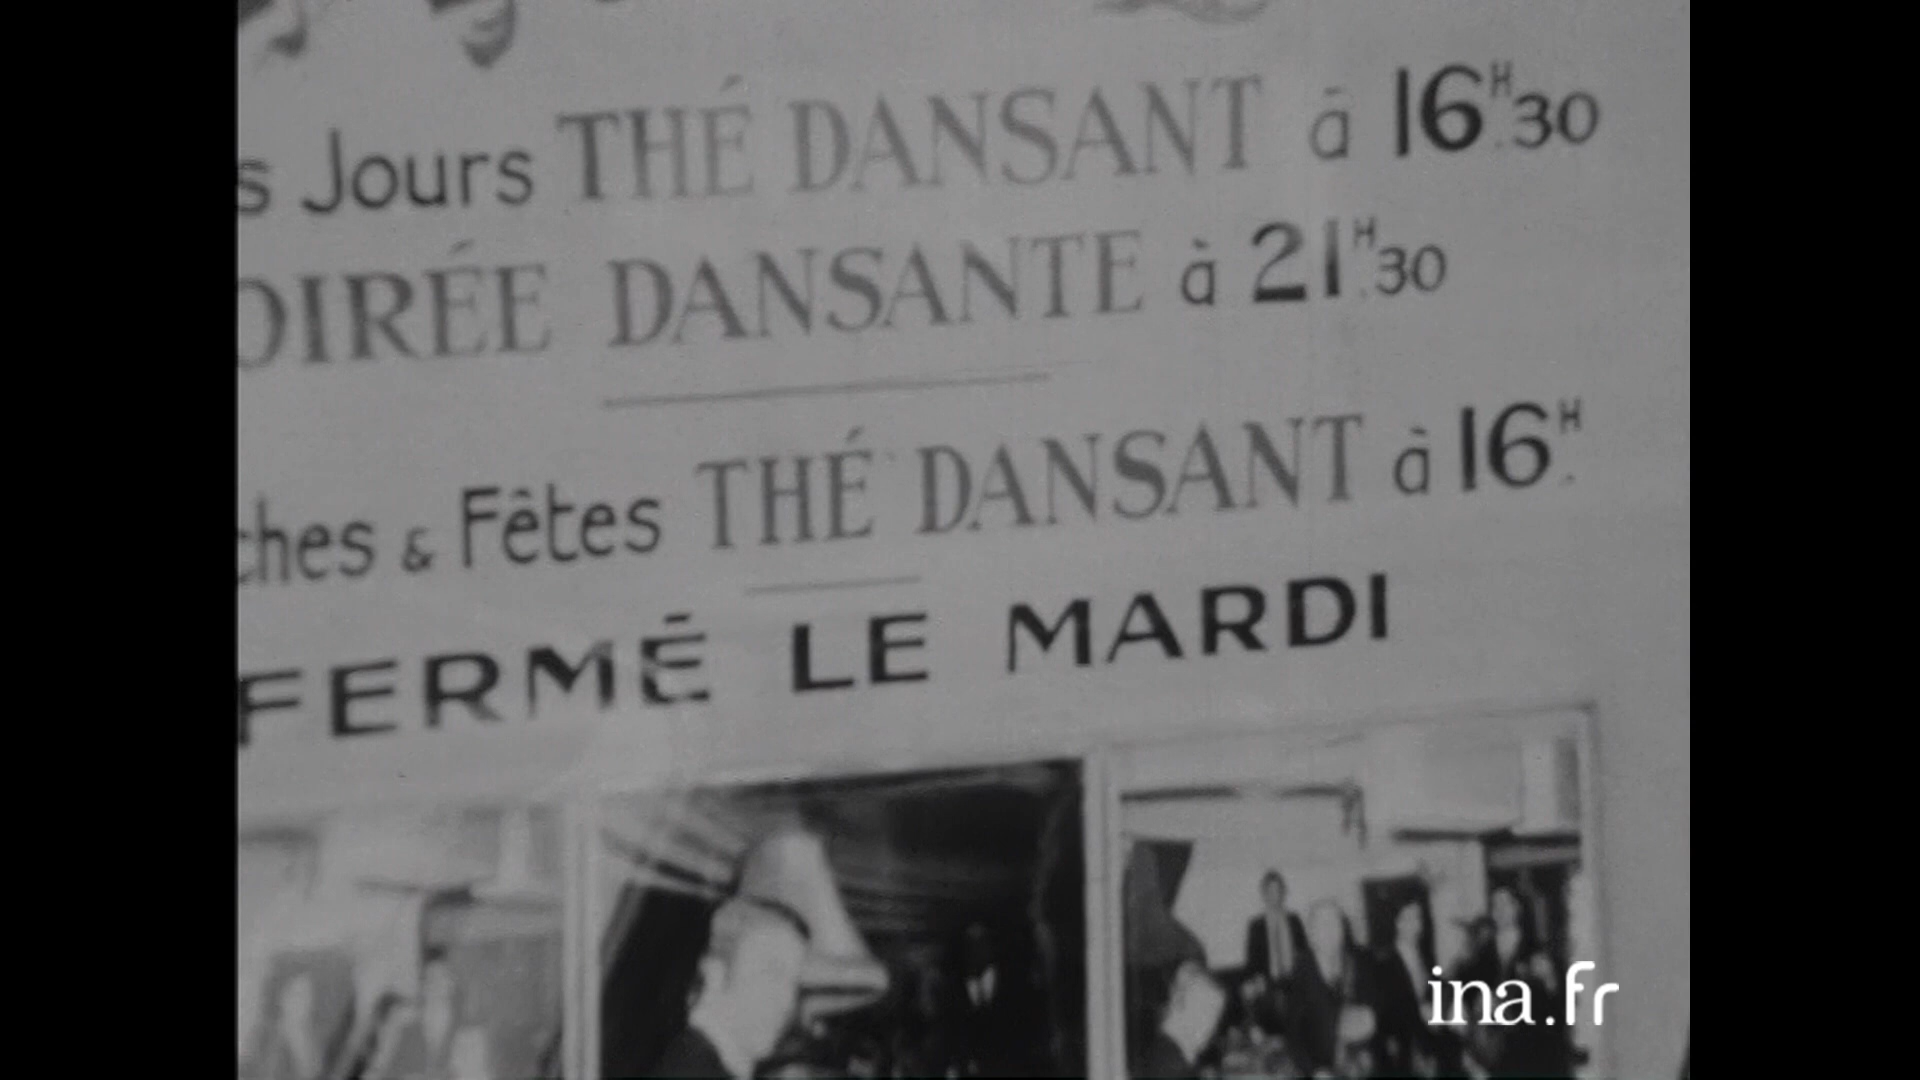 s Jours THÉ DANSANT à 16H30
OIRÉE DANSANTE à 21H30
ches & Fêtes THÉ DANSANT à 16H
FERMÉ LE MARDI
ina.fr